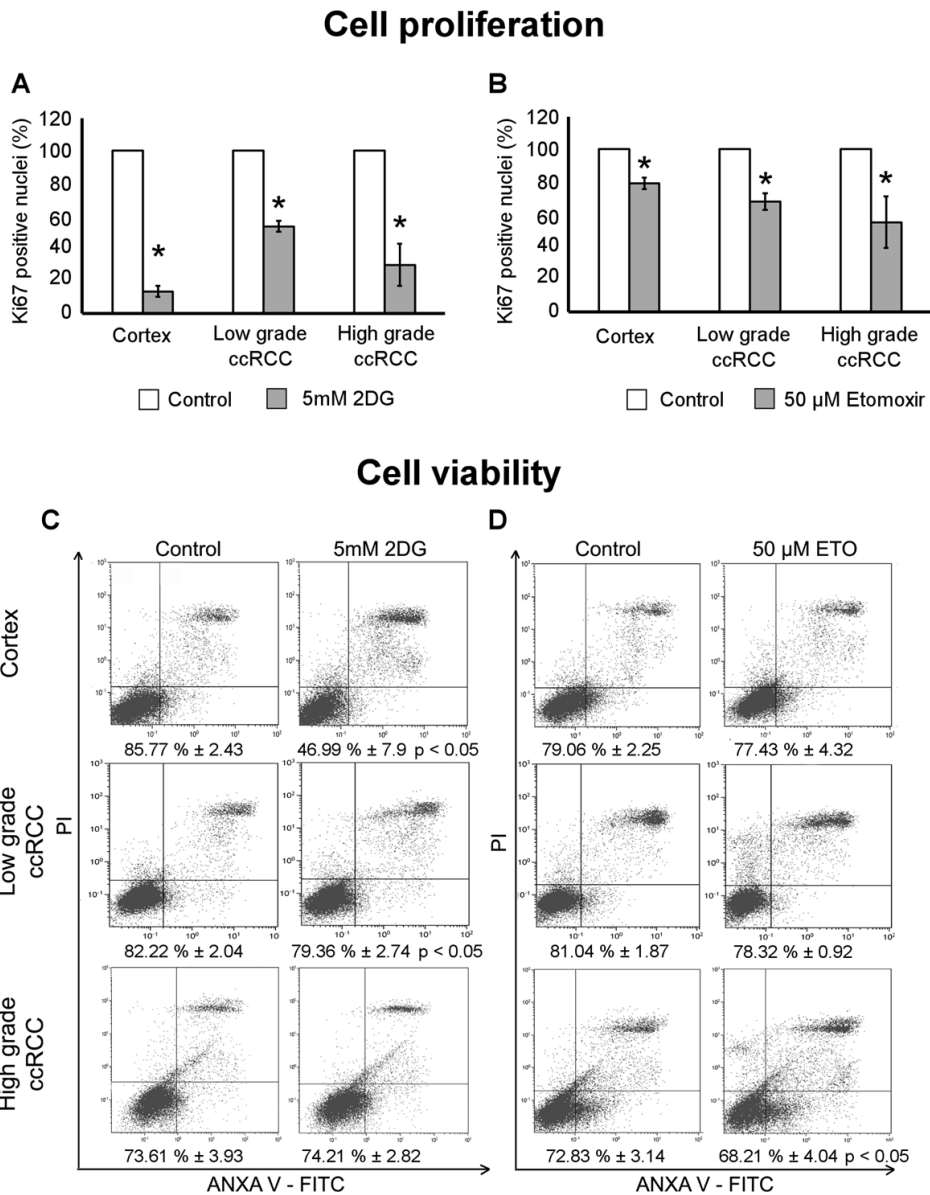 Cell proliferation
A
Ki67 positive nuclei (%)
120
100
80
60
40
20
0
*
*
*
Cortex
Low grade
ccRCC
High grade
ccRCC
Control
5mM 2DG
B
Ki67 positive nuclei (%)
120
100
80
60
40
20
0
*
*
*
Cortex
Low grade
ccRCC
High grade
ccRCC
Control
50 µM Etomoxir
Cell viability
C
Control
5mM 2DG
Cortex
85.77 % ± 2.43
46.99 % ± 7.9 p < 0.05
Low grade
ccRCC
PI
82.22 % ± 2.04
79.36 % ± 2.74 p < 0.05
High grade
ccRCC
73.61 % ± 3.93
74.21 % ± 2.82
ANXA V - FITC
D
Control
50 µM ETO
79.06 % ± 2.25
77.43 % ± 4.32
PI
81.04 % ± 1.87
78.32 % ± 0.92
72.83 % ± 3.14
68.21 % ± 4.04 p < 0.05
ANXA V - FITC